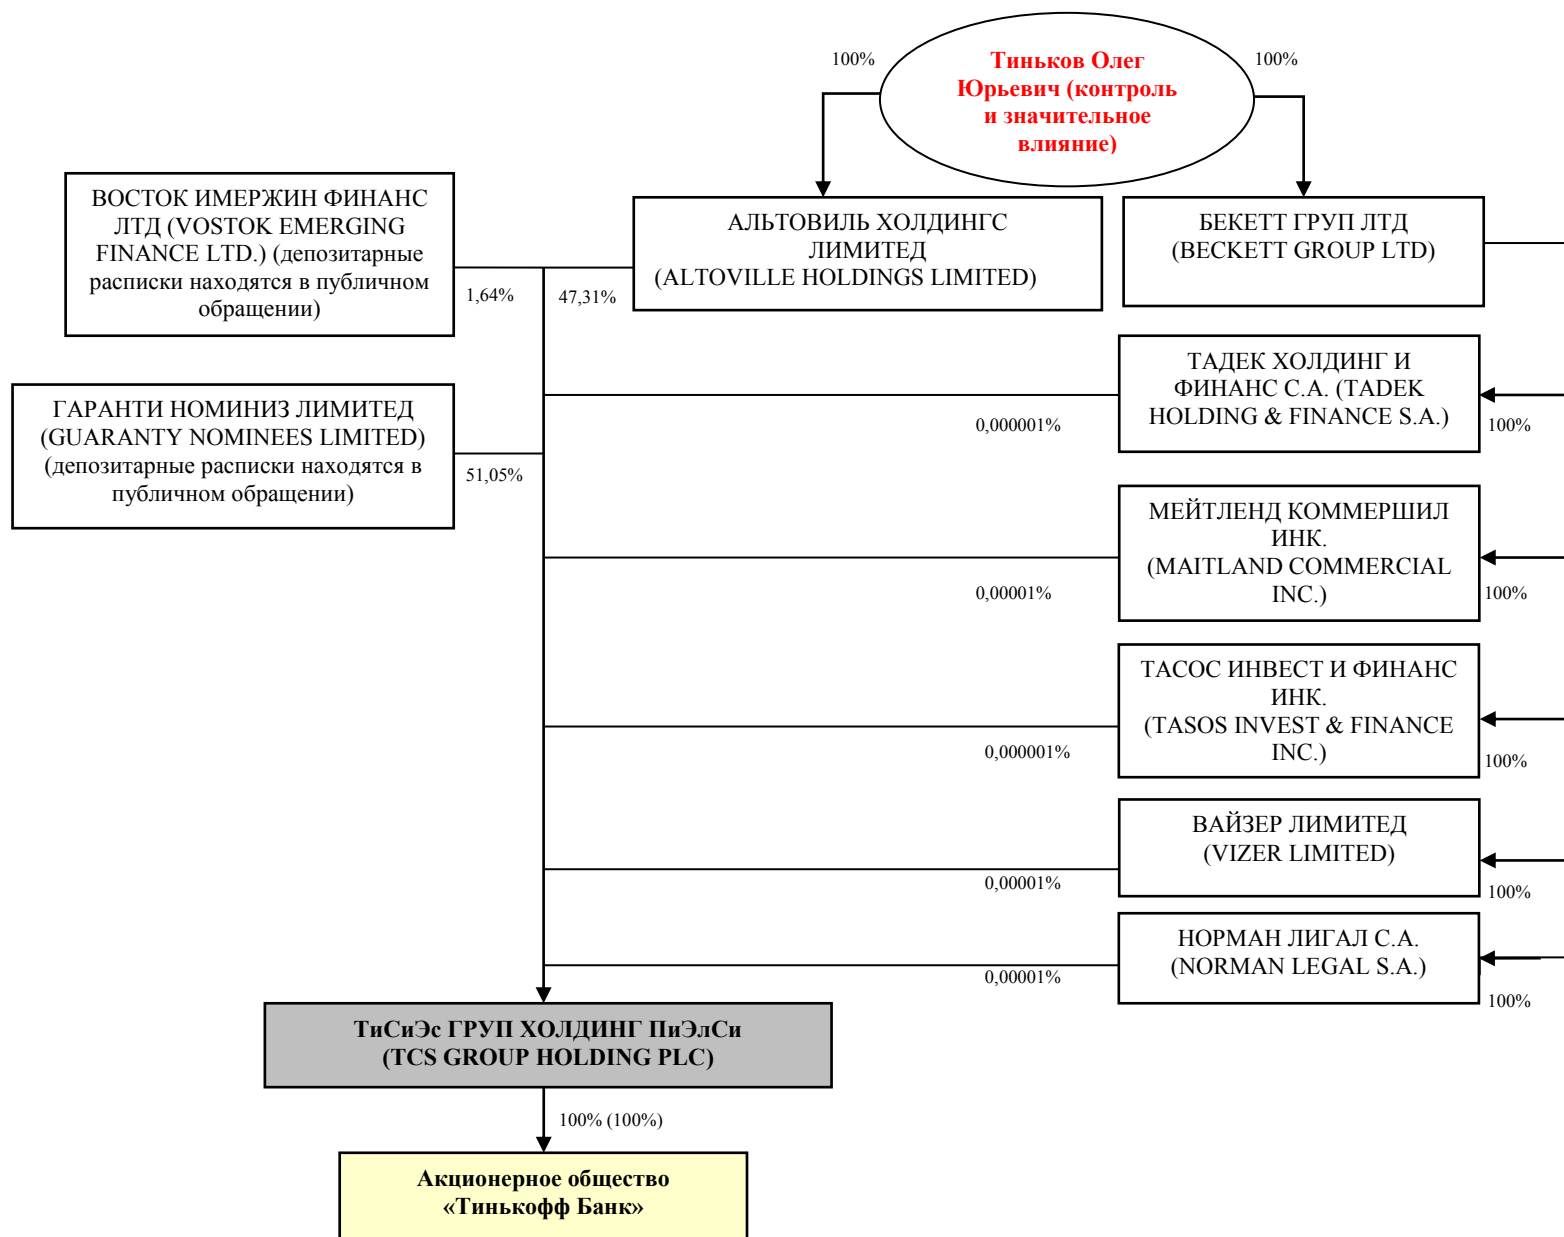 100%
Тиньков Олег
Юрьевич (контроль
и значительное
влияние)
100%
ВОСТОК ИМЕРЖИН ФИНАНС
ЛТД (VOSTOK EMERGING
FINANCE LTD.) (депозитарные
расписки находятся в публичном
обращении)
1,64%
47,31%
АЛЬТОВИЛЬ ХОЛДИНГС
ЛИМИТЕД
(ALTOVILLE HOLDINGS LIMITED)
БЕКЕТТ ГРУП ЛТД
(BECKETT GROUP LTD)
ГАРАНТИ НОМИНИЗ ЛИМИТЕД
(GUARANTY NOMINEES LIMITED)
(депозитарные расписки находятся в
публичном обращении)
51,05%
0,000001%
ТАДЕК ХОЛДИНГ И
ФИНАНС С.А. (TADEK
HOLDING & FINANCE S.A.)
100%
0,00001%
МЕЙТЛЕНД КОММЕРШИЛ
ИНК.
(MAITLAND COMMERCIAL
INC.)
100%
0,000001%
ТАСОС ИНВЕСТ И ФИНАНС
ИНК.
(TASOS INVEST & FINANCE
INC.)
100%
0,00001%
ВАЙЗЕР ЛИМИТЕД
(VIZER LIMITED)
100%
0,00001%
НОРМАН ЛИГАЛ С.А.
(NORMAN LEGAL S.A.)
100%
ТиСиЭс ГРУП ХОЛДИНГ ПиЭлСи
(TCS GROUP HOLDING PLC)
100% (100%)
Акционерное общество
«Тинькофф Банк»